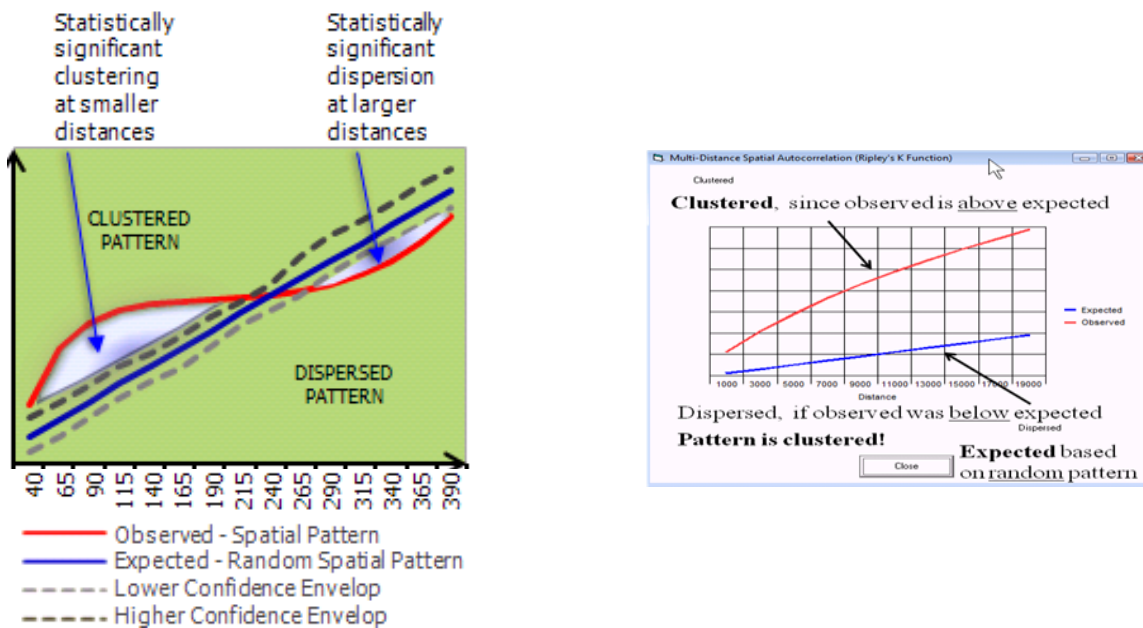 Statistically
significant
clustering
at smaller
distances
Statistically
significant
dispersion
at larger
distances
CLUSTERED
PATTERN
DISPERSED
PATTERN
40 65 90 115 140 165 190 215 240 265 290 315 340 365 390
Observed - Spatial Pattern
Expected - Random Spatial Pattern
Lower Confidence Envelop
Higher Confidence Envelop
Multi-Distance Spatial Autocorrelation (Ripley's K Function)
Clustered
Clustered, since observed is above expected
Expected
Observed
1000 3000 5000 7000 9000 11000 13000 15000 17000 19000
Distance
Dispersed, if observed was below expected
Dispersed
Pattern is clustered!
Close
Expected based
on random pattern